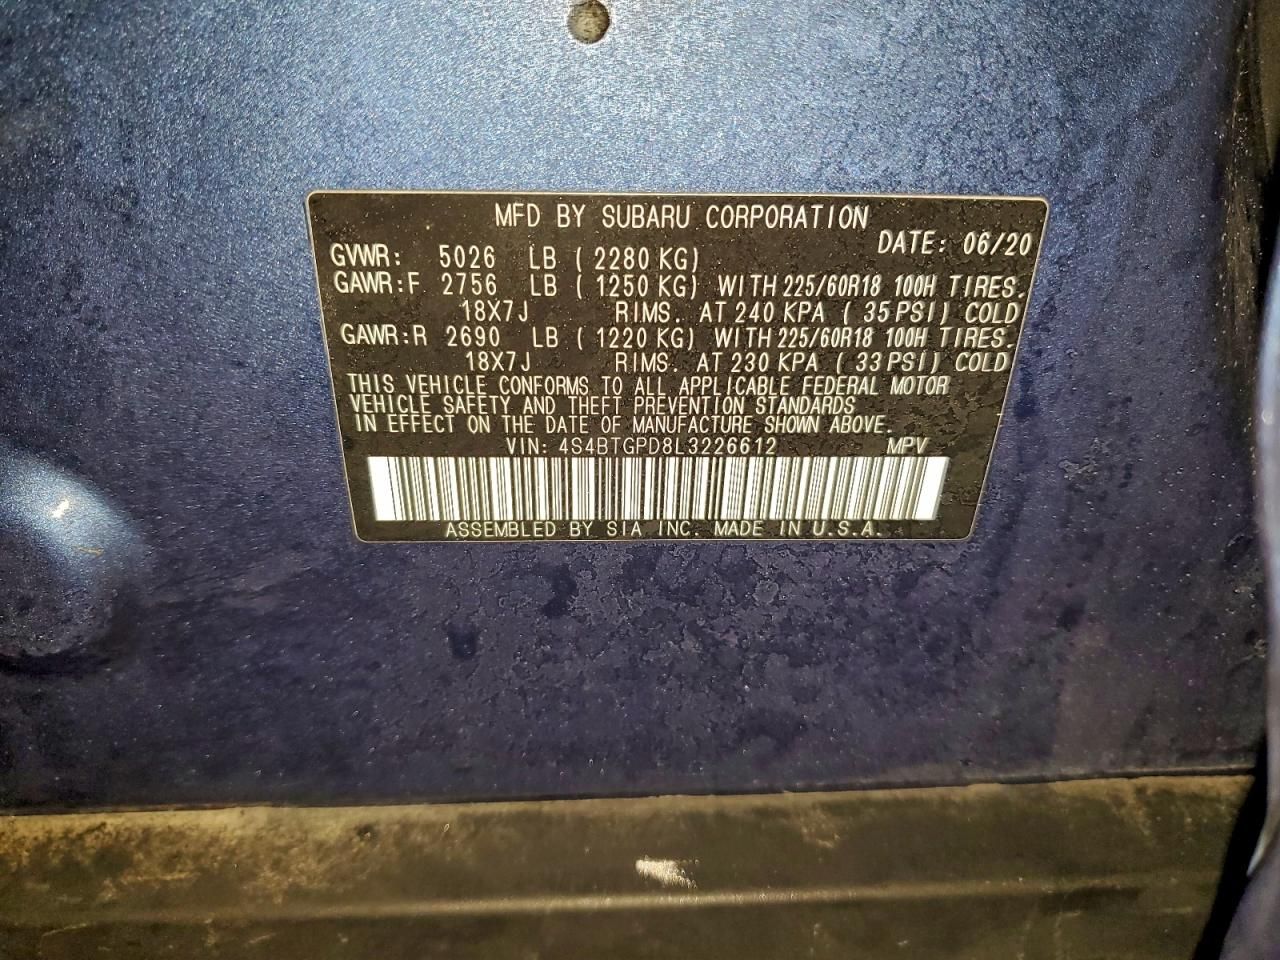 MFD BY SUBARU CORPORATION
DATE: 06/20
GVWR: 5026 LB ( 2280 KG)
GAWR:F 2756 LB ( 1250 KG) WITH 225/60R18 100H TIRES.
18X7J RIMS. AT 240 KPA ( 35 PSI) COLD
GAWR:R 2690 LB ( 1220 KG) WITH 225/60R18 100H TIRES.
18X7J RIMS. AT 230 KPA ( 33 PSI) COLD
THIS VEHICLE CONFORMS TO ALL APPLICABLE FEDERAL MOTOR
VEHICLE SAFETY AND THEFT PREVENTION STANDARDS
IN EFFECT ON THE DATE OF MANUFACTURE SHOWN ABOVE.
VIN: 4S4BTGPD8L3226612 MPV
ASSEMBLED BY SIA INC. MADE IN U.S.A.